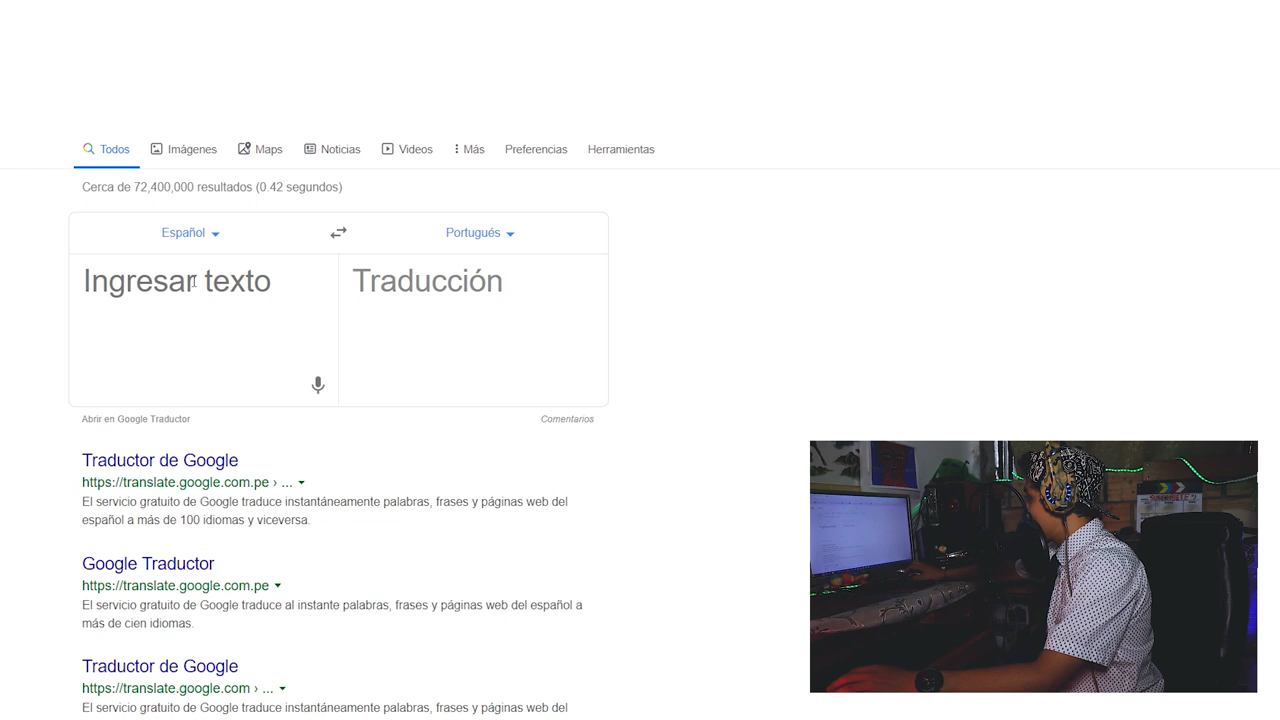 Todos Imágenes Maps Noticias Videos Más Preferencias Herramientas
Cerca de 72,400,000 resultados (0.42 segundos)
Español Portugués
Ingresar texto Traducción
Abrir en Google Traductor Comentarios
Traductor de Google
https://translate.google.com.pe › ...
El servicio gratuito de Google traduce instantáneamente palabras, frases y páginas web del
español a más de 100 idiomas y viceversa.
Google Traductor
https://translate.google.com.pe
El servicio gratuito de Google traduce al instante palabras, frases y páginas web del español a
más de cien idiomas.
Traductor de Google
https://translate.google.com › ...
El servicio gratuito de Google traduce instantáneamente palabras, frases y páginas web del